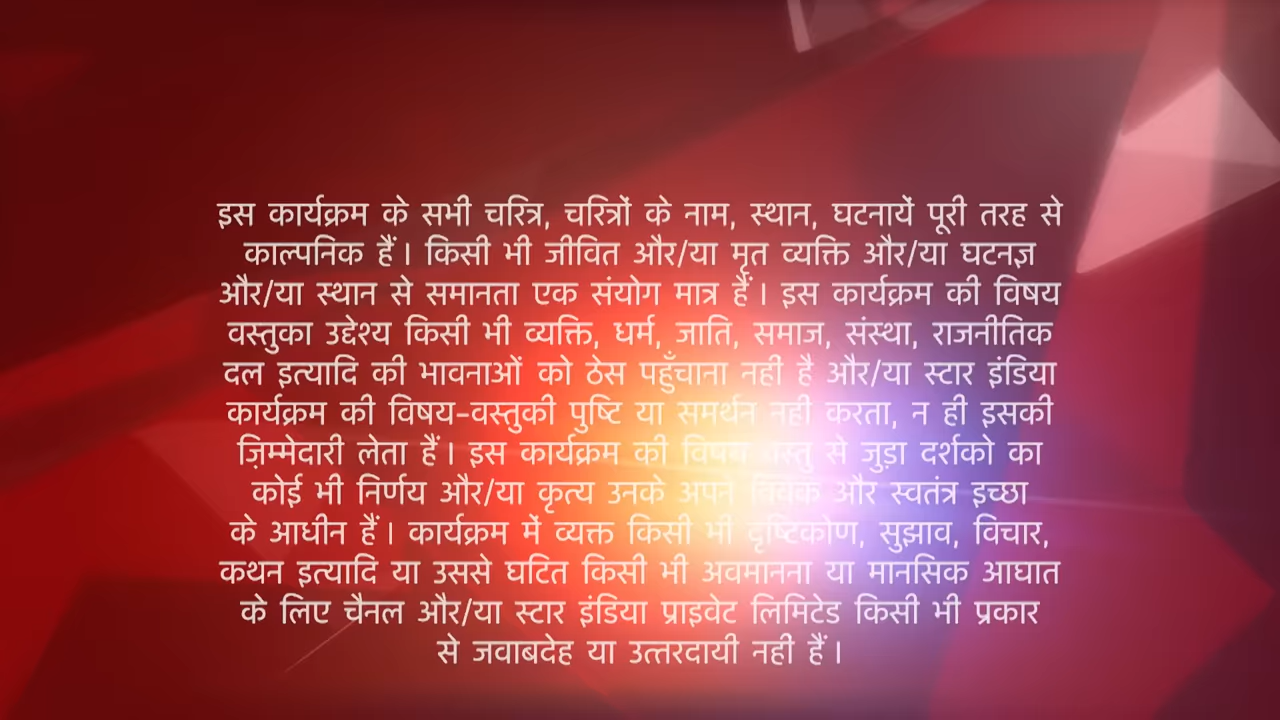 इस कार्यक्रम के सभी चरित्र, चरित्रों के नाम, स्थान, घटनायें पूरी तरह से
काल्पनिक हैं। किसी भी जीवित और/या मृत व्यक्ति और/या घटनज्ञ
और/या स्थान से समानता एक संयोग मात्र हैं। इस कार्यक्रम की विषय
वस्तुका उद्देश्य किसी भी व्यक्ति, धर्म, जाति, समाज, संस्था, राजनीतिक
दल इत्यादि की भावनाओं को ठेस पहुँचाना नही है और/या स्टार इंडिया
कार्यक्रम की विषय-वस्तुकी पुष्टि या समर्थन नही करता, न ही इसकी
ज़िम्मेदारी लेता हैं। इस कार्यक्रम की विषय वस्तु से जुड़ा दर्शको का
कोई भी निर्णय और/या कृत्य उनके अपने विवेक और स्वतंत्र इच्छा
के आधीन हैं। कार्यक्रम में व्यक्त किसी भी दृष्टिकोण, सुझाव, विचार,
कथन इत्यादि या उससे घटित किसी भी अवमानना या मानसिक आघात
के लिए चैनल और/या स्टार इंडिया प्राइवेट लिमिटेड किसी भी प्रकार
से जवाबदेह या उत्तरदायी नही हैं।